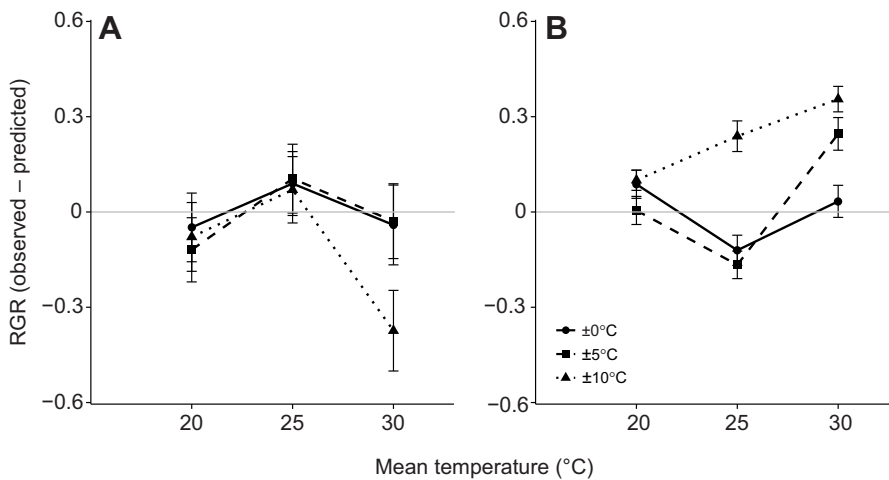 A
B
RGR (observed – predicted)
0.6
0.3
0
−0.3
−0.6
20 25 30
0.6
0.3
0
−0.3
−0.6
20 25 30
±0°C
±5°C
±10°C
Mean temperature (°C)